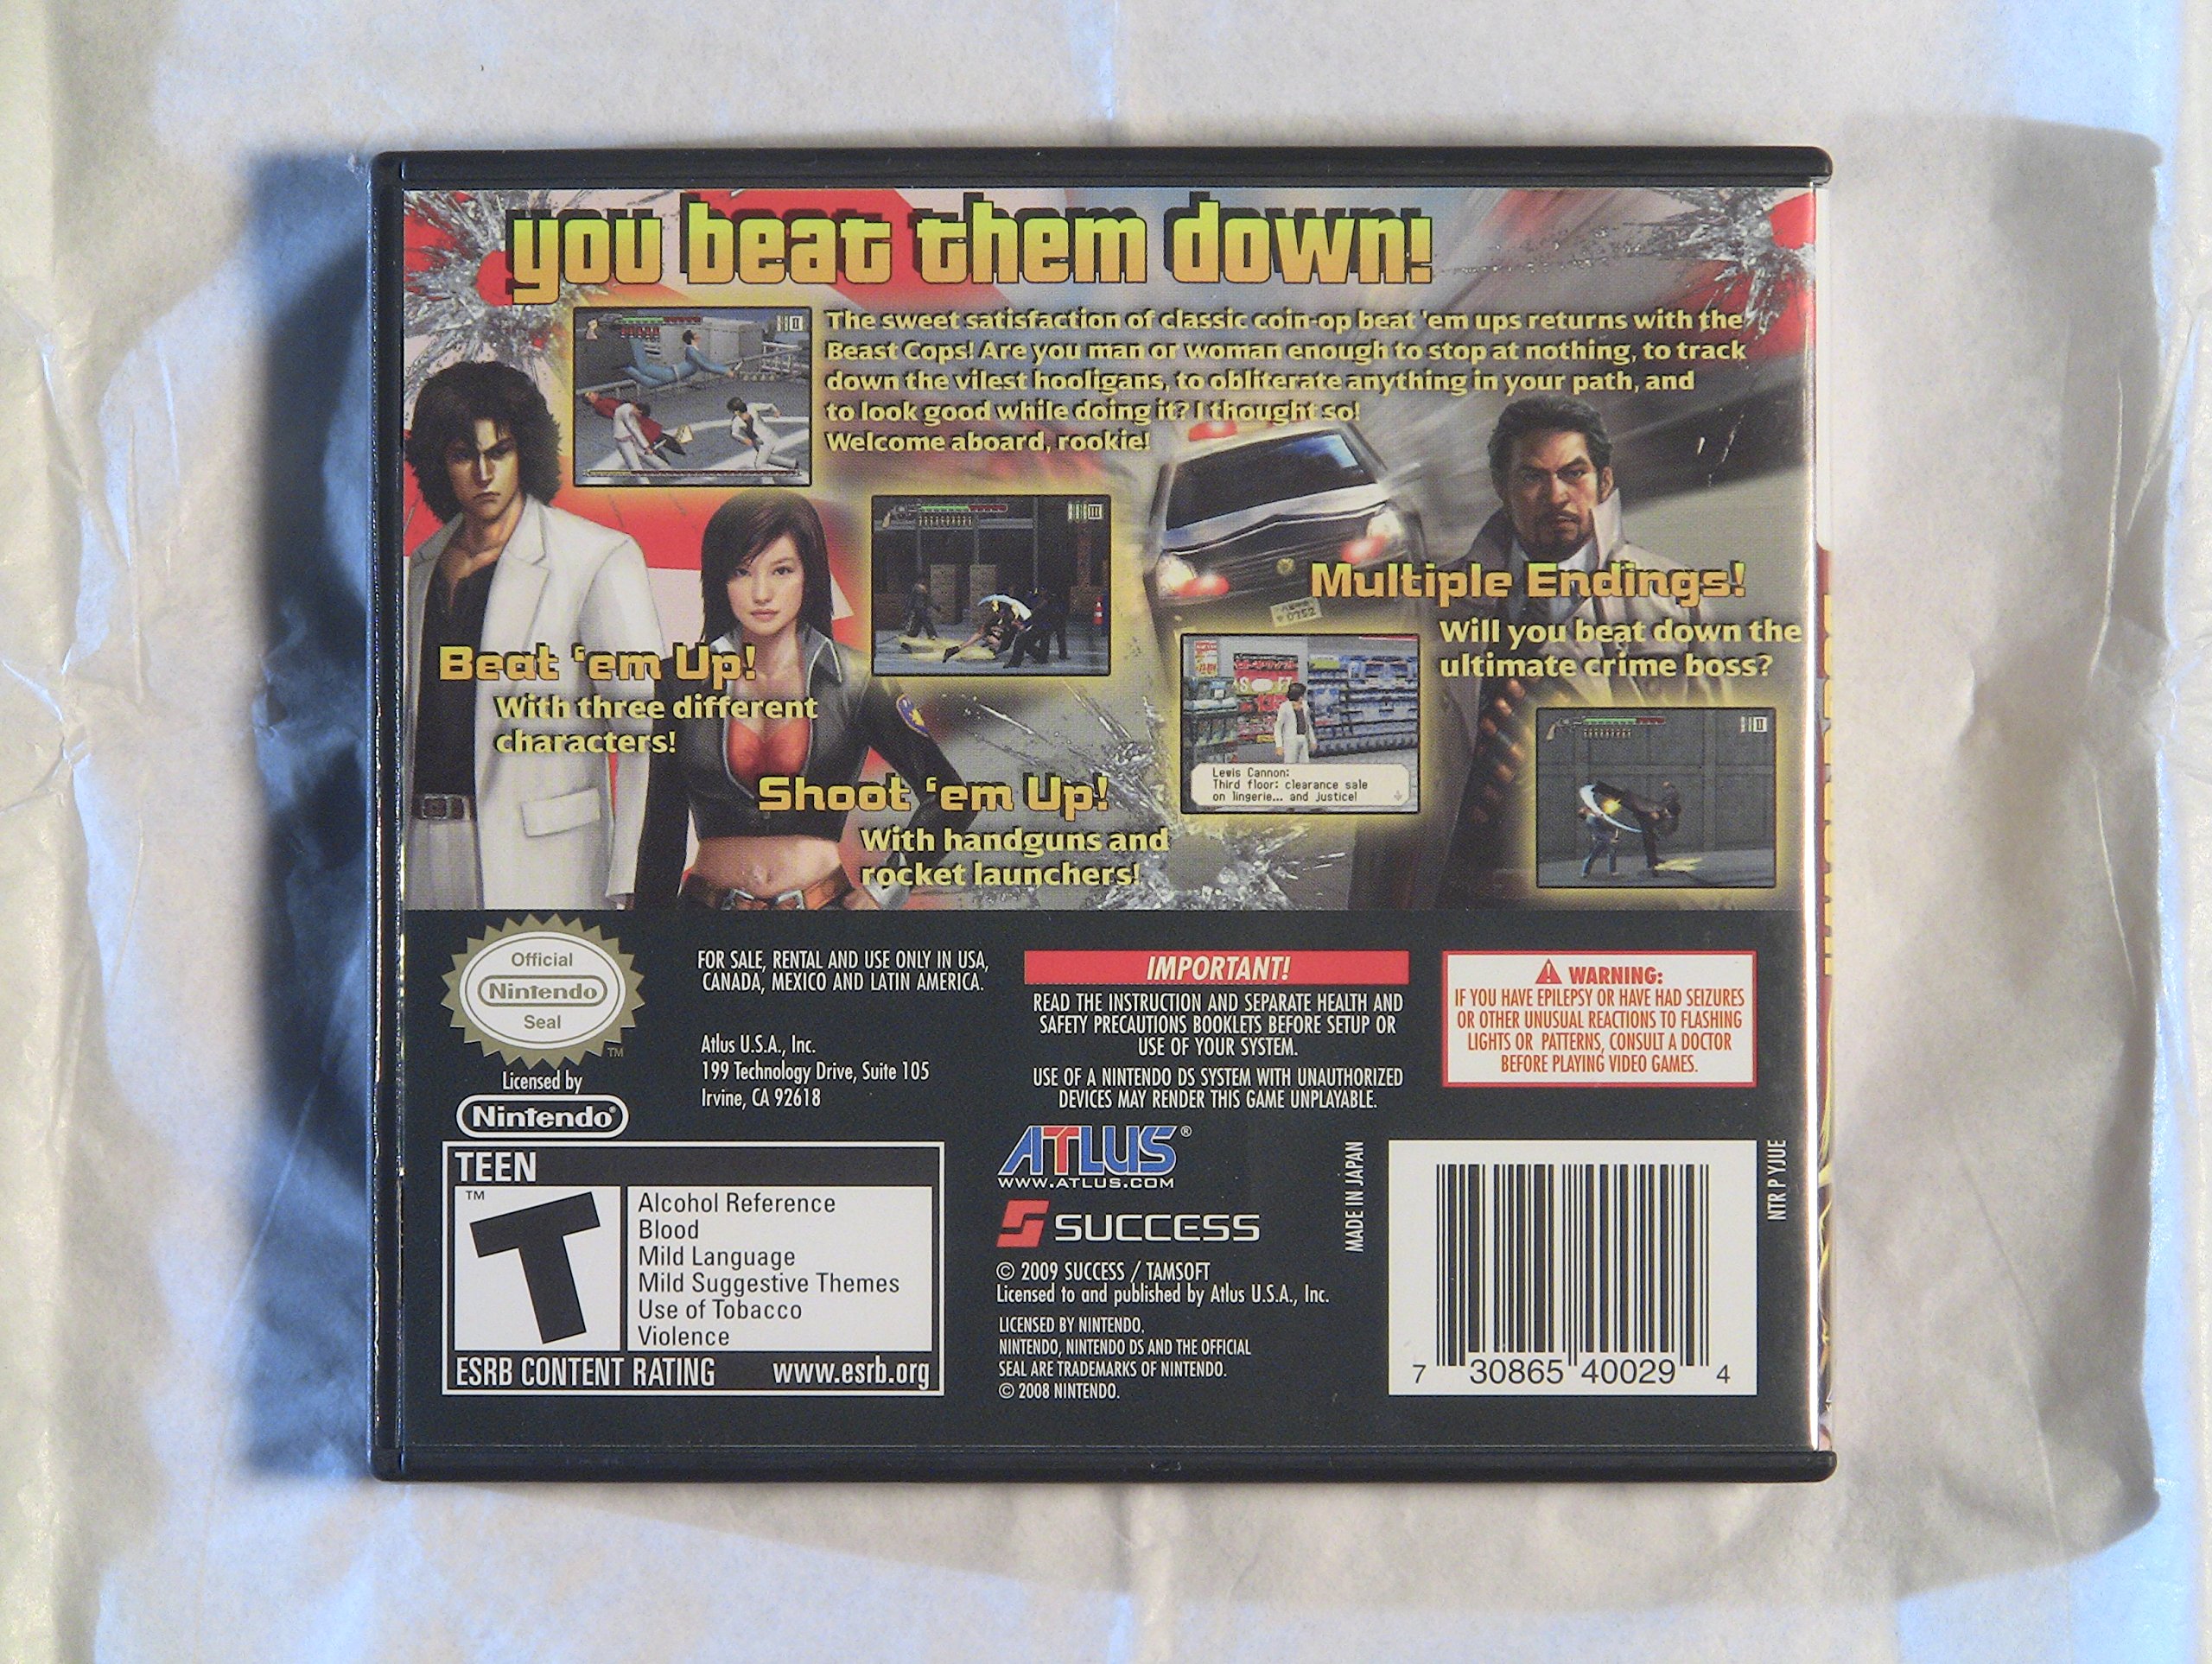 you beat them down!
The sweet satisfaction of classic coin-op beat 'em ups returns with the
Beast Cops! Are you man or woman enough to stop at nothing, to track
down the vilest hooligans, to obliterate anything in your path, and
to look good while doing it? I thought so!
Welcome aboard, rookie!
Beat 'em Up!
With three different
characters!
Shoot 'em Up!
With handguns and
rocket launchers!
Multiple Endings!
Will you beat down the
ultimate crime boss?
Lewis Cannon:
Third floor: clearance sale
on lingerie... and justice!
Official
Nintendo
Seal
TM
Licensed by
Nintendo®
FOR SALE, RENTAL AND USE ONLY IN USA,
CANADA, MEXICO AND LATIN AMERICA.
Atlus U.S.A., Inc.
199 Technology Drive, Suite 105
Irvine, CA 92618
IMPORTANT!
READ THE INSTRUCTION AND SEPARATE HEALTH AND
SAFETY PRECAUTIONS BOOKLETS BEFORE SETUP OR
USE OF YOUR SYSTEM.
USE OF A NINTENDO DS SYSTEM WITH UNAUTHORIZED
DEVICES MAY RENDER THIS GAME UNPLAYABLE.
WARNING:
IF YOU HAVE EPILEPSY OR HAVE HAD SEIZURES
OR OTHER UNUSUAL REACTIONS TO FLASHING
LIGHTS OR PATTERNS, CONSULT A DOCTOR
BEFORE PLAYING VIDEO GAMES.
TEEN
TM
T
Alcohol Reference
Blood
Mild Language
Mild Suggestive Themes
Use of Tobacco
Violence
ESRB CONTENT RATING www.esrb.org
ATLUS®
WWW.ATLUS.COM
SUCCESS
© 2009 SUCCESS / TAMSOFT
Licensed to and published by Atlus U.S.A., Inc.
LICENSED BY NINTENDO.
NINTENDO, NINTENDO DS AND THE OFFICIAL
SEAL ARE TRADEMARKS OF NINTENDO.
© 2008 NINTENDO.
MADE IN JAPAN
7 30865 40029 4
NTR P YJUE